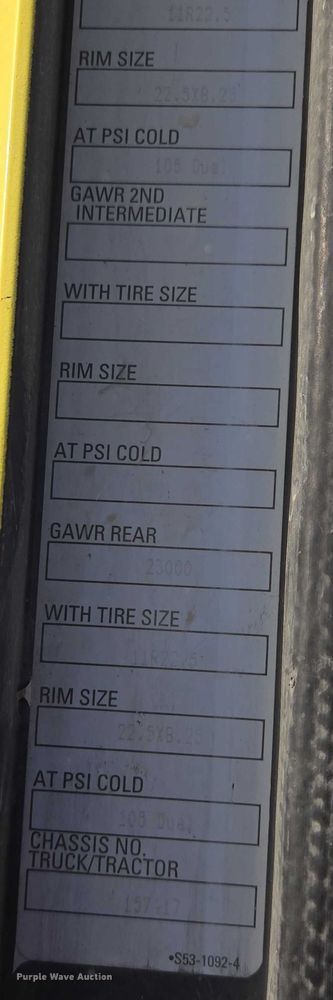 11R22.5
RIM SIZE
22.5X8.25
AT PSI COLD
105 Dual
GAWR 2ND
INTERMEDIATE
WITH TIRE SIZE
RIM SIZE
AT PSI COLD
GAWR REAR
23000
WITH TIRE SIZE
11R22.5
RIM SIZE
22.5X8.25
AT PSI COLD
105 Dual
CHASSIS NO.
TRUCK/TRACTOR
•S53-1092-4
Purple Wave Auction